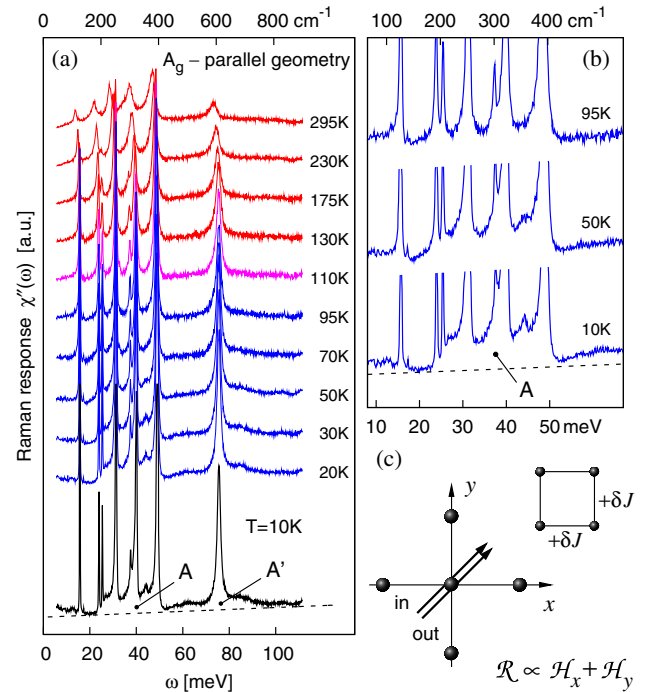 0 200 400 600 800 cm⁻¹
(a) A_g – parallel geometry
295K
230K
175K
130K
110K
95K
70K
50K
30K
20K
T=10K
A
A'
Raman response χ″(ω) [a.u.]
0 20 40 60 80 100
ω [meV]
100 200 300 400 cm⁻¹
(b)
95K
50K
10K
A
10 20 30 40 50 meV
(c)
y
x
in
out
+δJ
+δJ
ℛ ∝ ℋ_x + ℋ_y